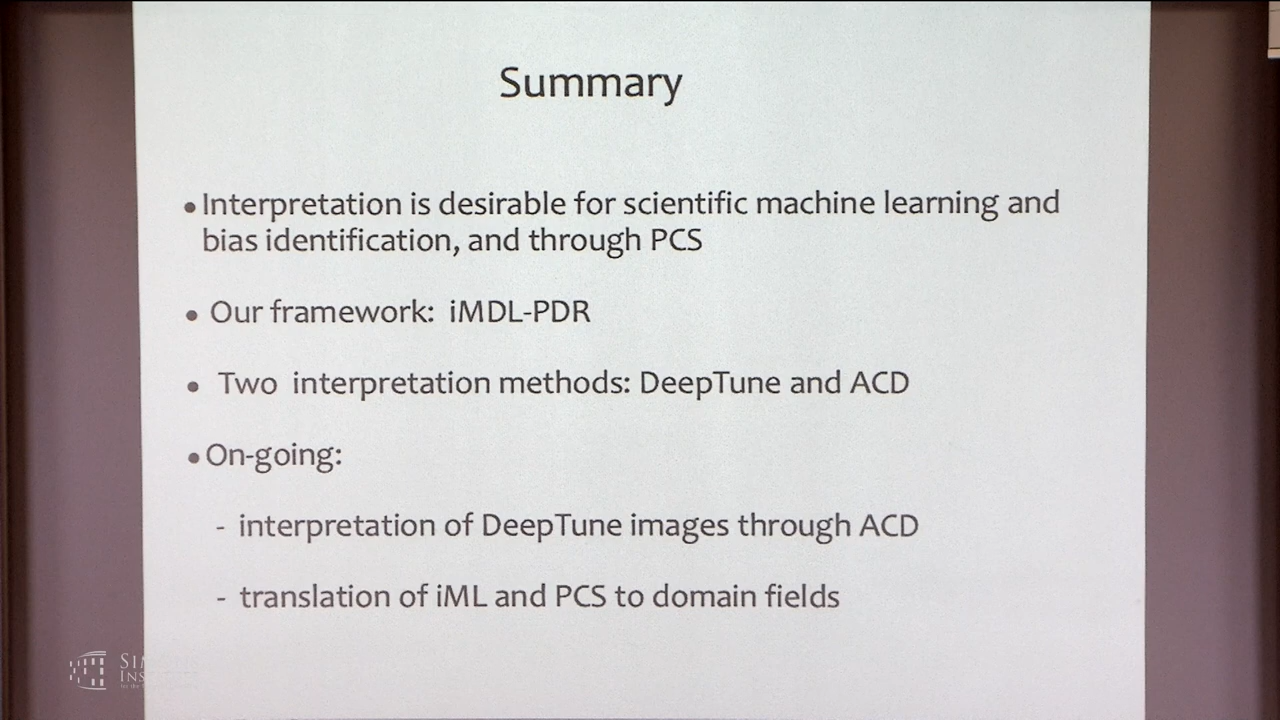 Summary
• Interpretation is desirable for scientific machine learning and
bias identification, and through PCS
• Our framework: iMDL-PDR
• Two interpretation methods: DeepTune and ACD
• On-going:
- interpretation of DeepTune images through ACD
- translation of iML and PCS to domain fields